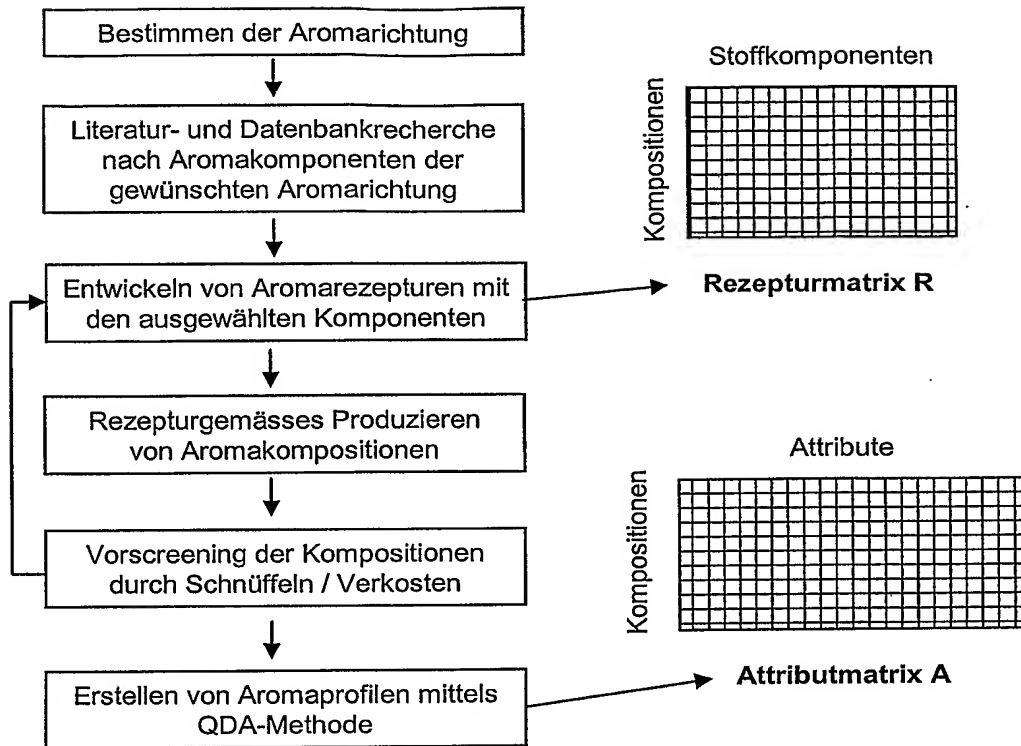 Bestimmen der Aromarichtung
Literatur- und Datenbankrecherche
nach Aromakomponenten der
gewünschten Aromarichtung
Entwickeln von Aromarezepturen mit
den ausgewählten Komponenten
Rezepturgemässes Produzieren
von Aromakompositionen
Vorscreening der Kompositionen
durch Schnüffeln / Verkosten
Erstellen von Aromaprofilen mittels
QDA-Methode
Stoffkomponenten
Kompositionen
Rezepturmatrix R
Attribute
Kompositionen
Attributmatrix A